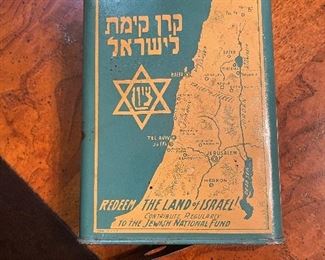 קרן קימת
לישראל
ציון
HAIFA
TEL AVIV
JAFFA
JERUSALEM
HEBRON
REDEEM THE LAND of ISRAEL
CONTRIBUTE REGULARLY
TO THE JEWISH NATIONAL FUND